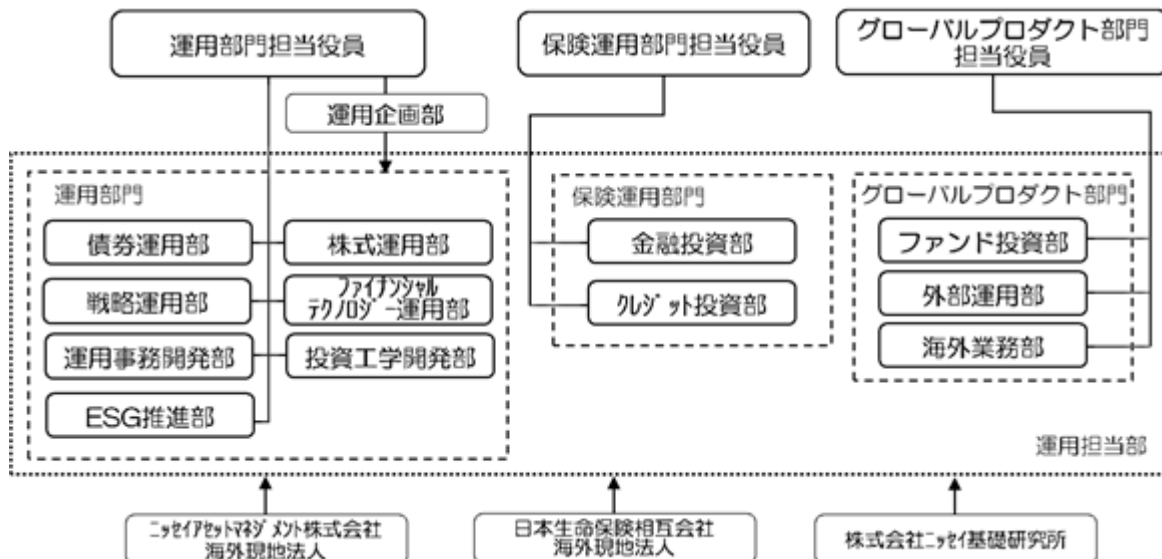 運用部門担当役員
保険運用部門担当役員
グローバルプロダクト部門
担当役員
運用企画部
運用部門
債券運用部
株式運用部
戦略運用部
ファイナンシャル
テクノロジー運用部
運用事務開発部
投資工学開発部
ESG推進部
保険運用部門
金融投資部
クレジット投資部
グローバルプロダクト部門
ファンド投資部
外部運用部
海外業務部
運用担当部
ニッセイアセットマネジメント株式会社
海外現地法人
日本生命保険相互会社
海外現地法人
株式会社ニッセイ基礎研究所